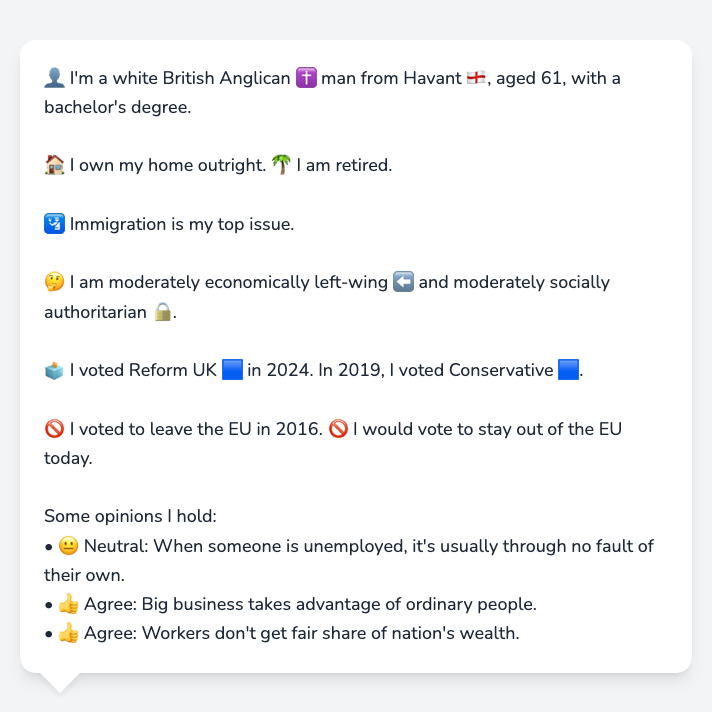 👤 I'm a white British Anglican ✝️ man from Havant 🏴󠁧󠁢󠁥󠁮󠁧󠁿, aged 61, with a
bachelor's degree.
🏠 I own my home outright. 🌴 I am retired.
🛂 Immigration is my top issue.
🤔 I am moderately economically left-wing ⬅️ and moderately socially
authoritarian 🔒.
🗳️ I voted Reform UK 🟦 in 2024. In 2019, I voted Conservative 🟦.
🚫 I voted to leave the EU in 2016. 🚫 I would vote to stay out of the EU
today.
Some opinions I hold:
• 😐 Neutral: When someone is unemployed, it's usually through no fault of
their own.
• 👍 Agree: Big business takes advantage of ordinary people.
• 👍 Agree: Workers don't get fair share of nation's wealth.